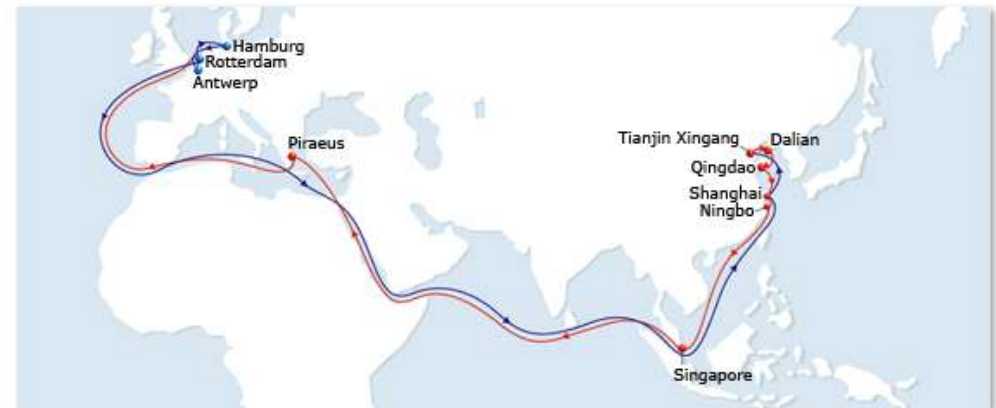 Hamburg
Rotterdam
Antwerp
Piraeus
Tianjin Xingang
Dalian
Qingdao
Shanghai
Ningbo
Singapore